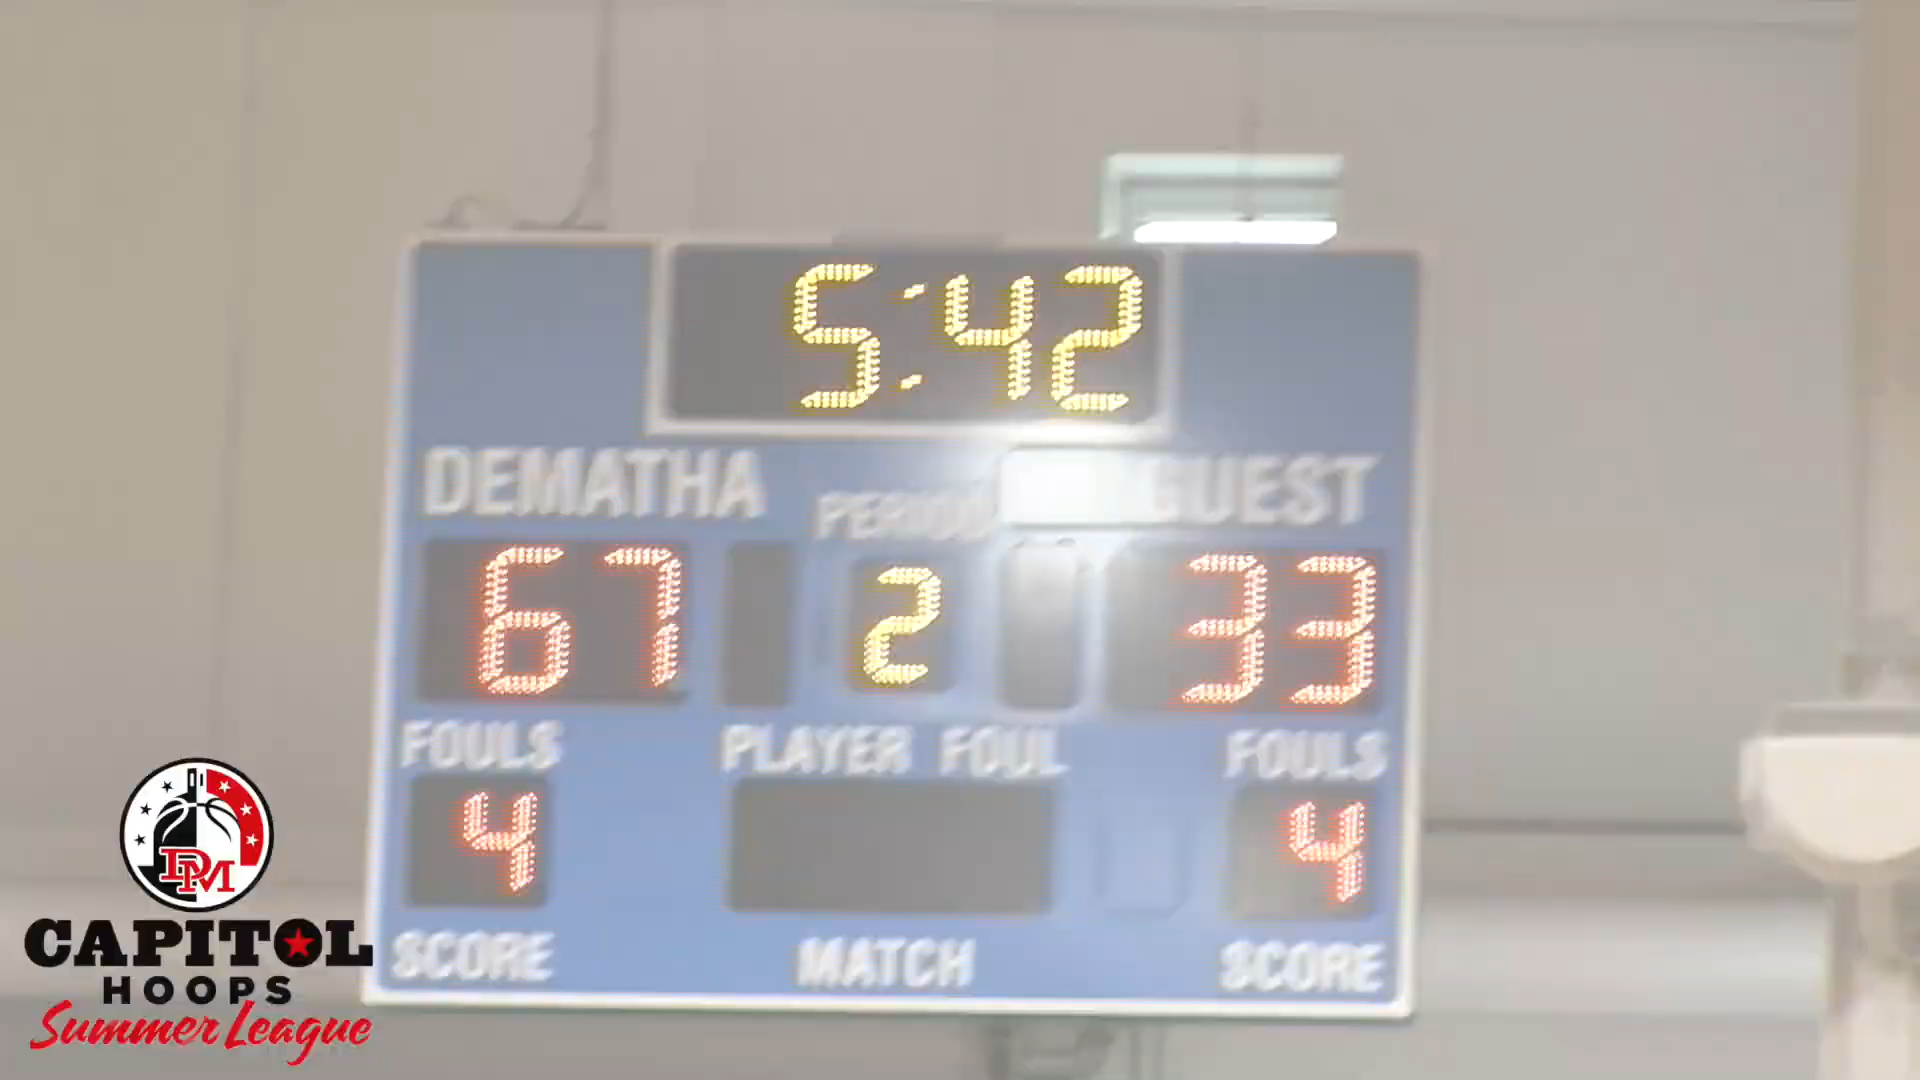 5:42
DEMATHA
PERIOD
GUEST
67
2
33
FOULS
PLAYER FOUL
FOULS
4
4
SCORE
MATCH
SCORE
DM
CAPITOL
HOOPS
Summer League